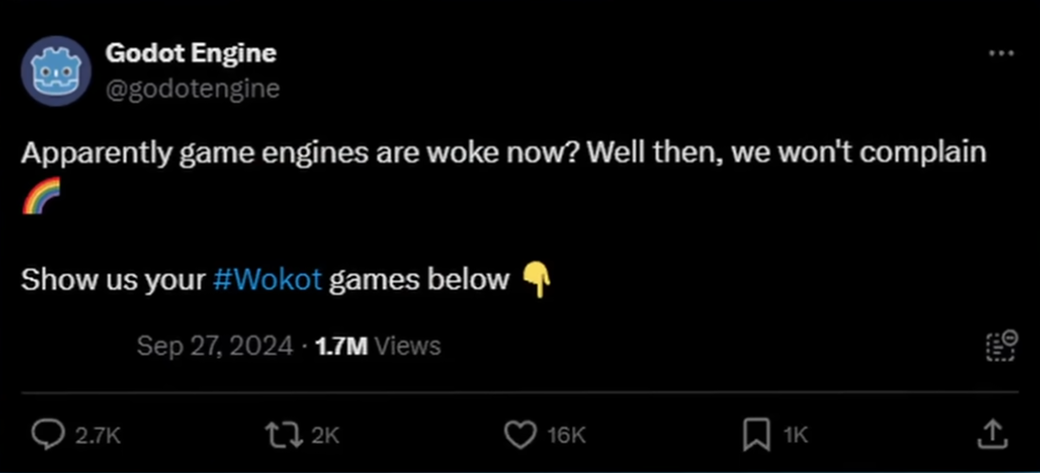 Godot Engine
@godotengine
Apparently game engines are woke now? Well then, we won't complain
🌈
Show us your #Wokot games below 👇
Sep 27, 2024 · 1.7M Views
2.7K 2K 16K 1K